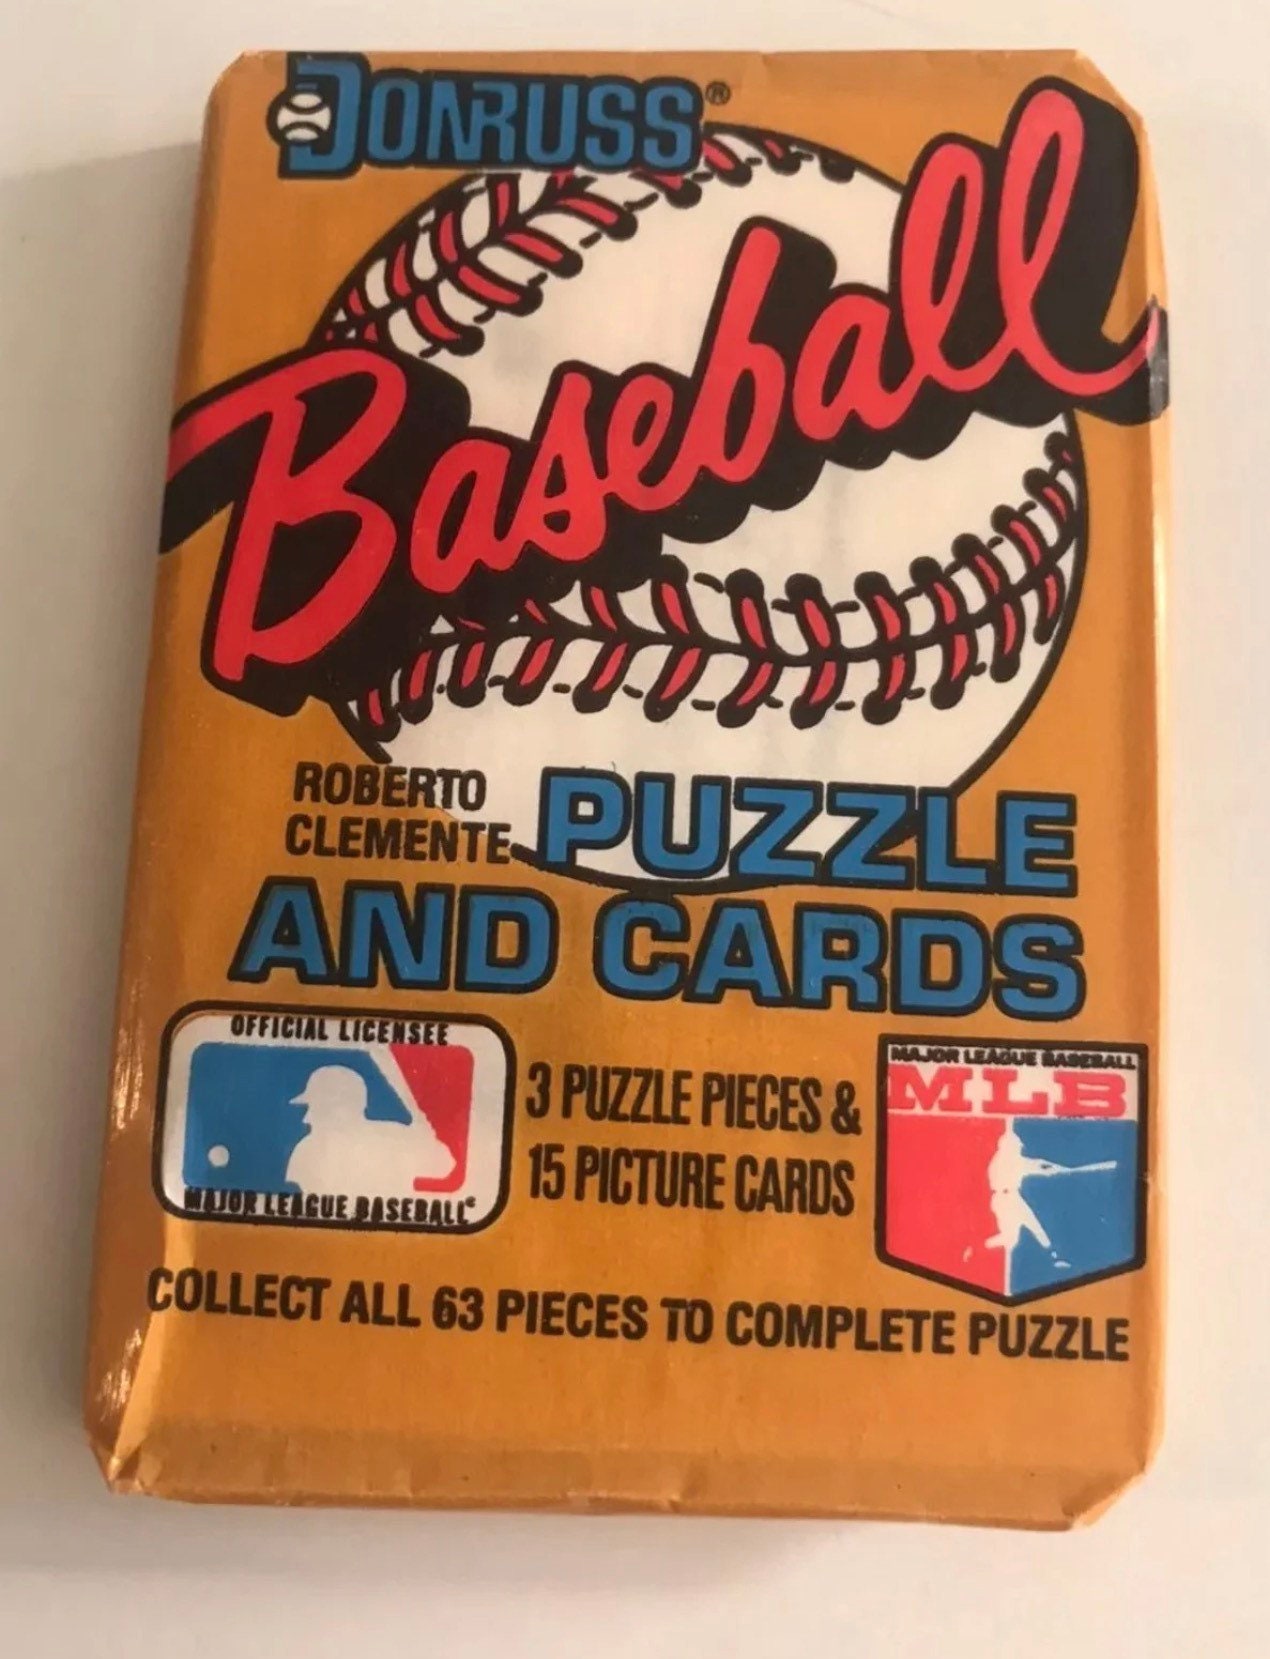 DONRUSS®
Baseball
ROBERTO
CLEMENTE
PUZZLE
AND CARDS
OFFICIAL LICENSEE
MAJOR LEAGUE BASEBALL
3 PUZZLE PIECES &
15 PICTURE CARDS
MAJOR LEAGUE BASEBALL
MLB
COLLECT ALL 63 PIECES TO COMPLETE PUZZLE